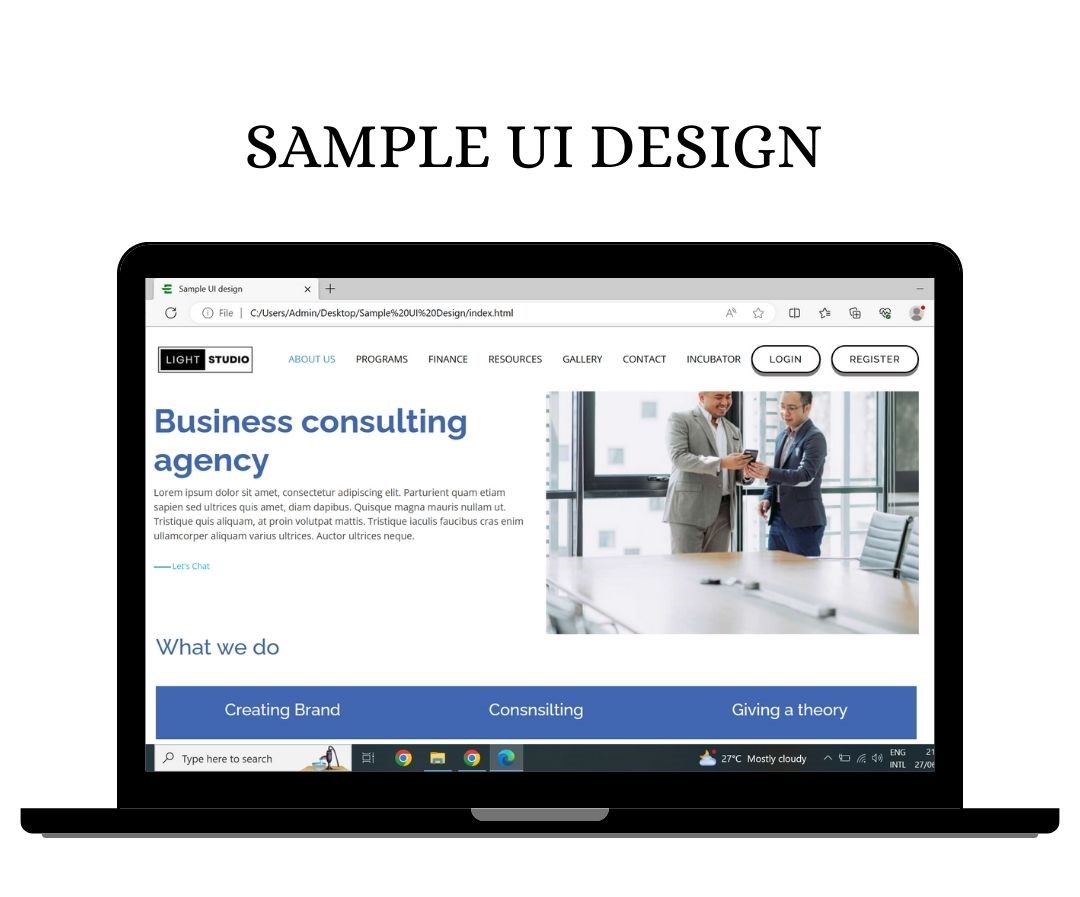 SAMPLE UI DESIGN
Sample UI design
File | C:/Users/Admin/Desktop/Sample%20UI%20Design/index.html
LIGHT STUDIO ABOUT US PROGRAMS FINANCE RESOURCES GALLERY CONTACT INCUBATOR LOGIN REGISTER
Business consulting
agency
Lorem ipsum dolor sit amet, consectetur adipiscing elit. Parturient quam etiam
sapien sed ultrices quis amet, diam dapibus. Quisque magna mauris nullam ut.
Tristique quis aliquam, at proin volutpat mattis. Tristique iaculis faucibus cras enim
ullamcorper aliquam varius ultrices. Auctor ultrices neque.
Let's Chat
What we do
Creating Brand Consnsilting Giving a theory
Type here to search 27°C Mostly cloudy
ENG 21
INTL 27/06